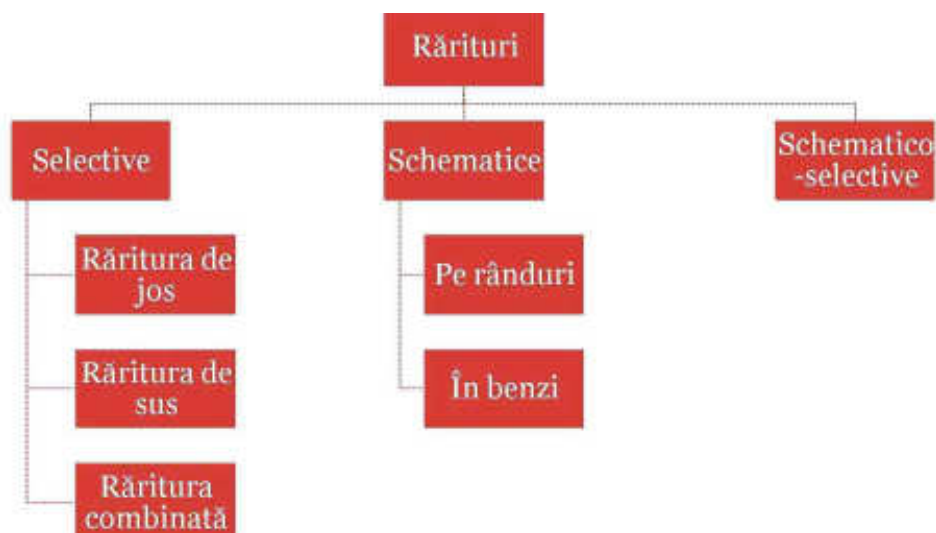 Rărituri
Selective
Schematice
Schematico
-selective
Răritura de
jos
Pe rânduri
Răritura de
sus
În benzi
Răritura
combinată